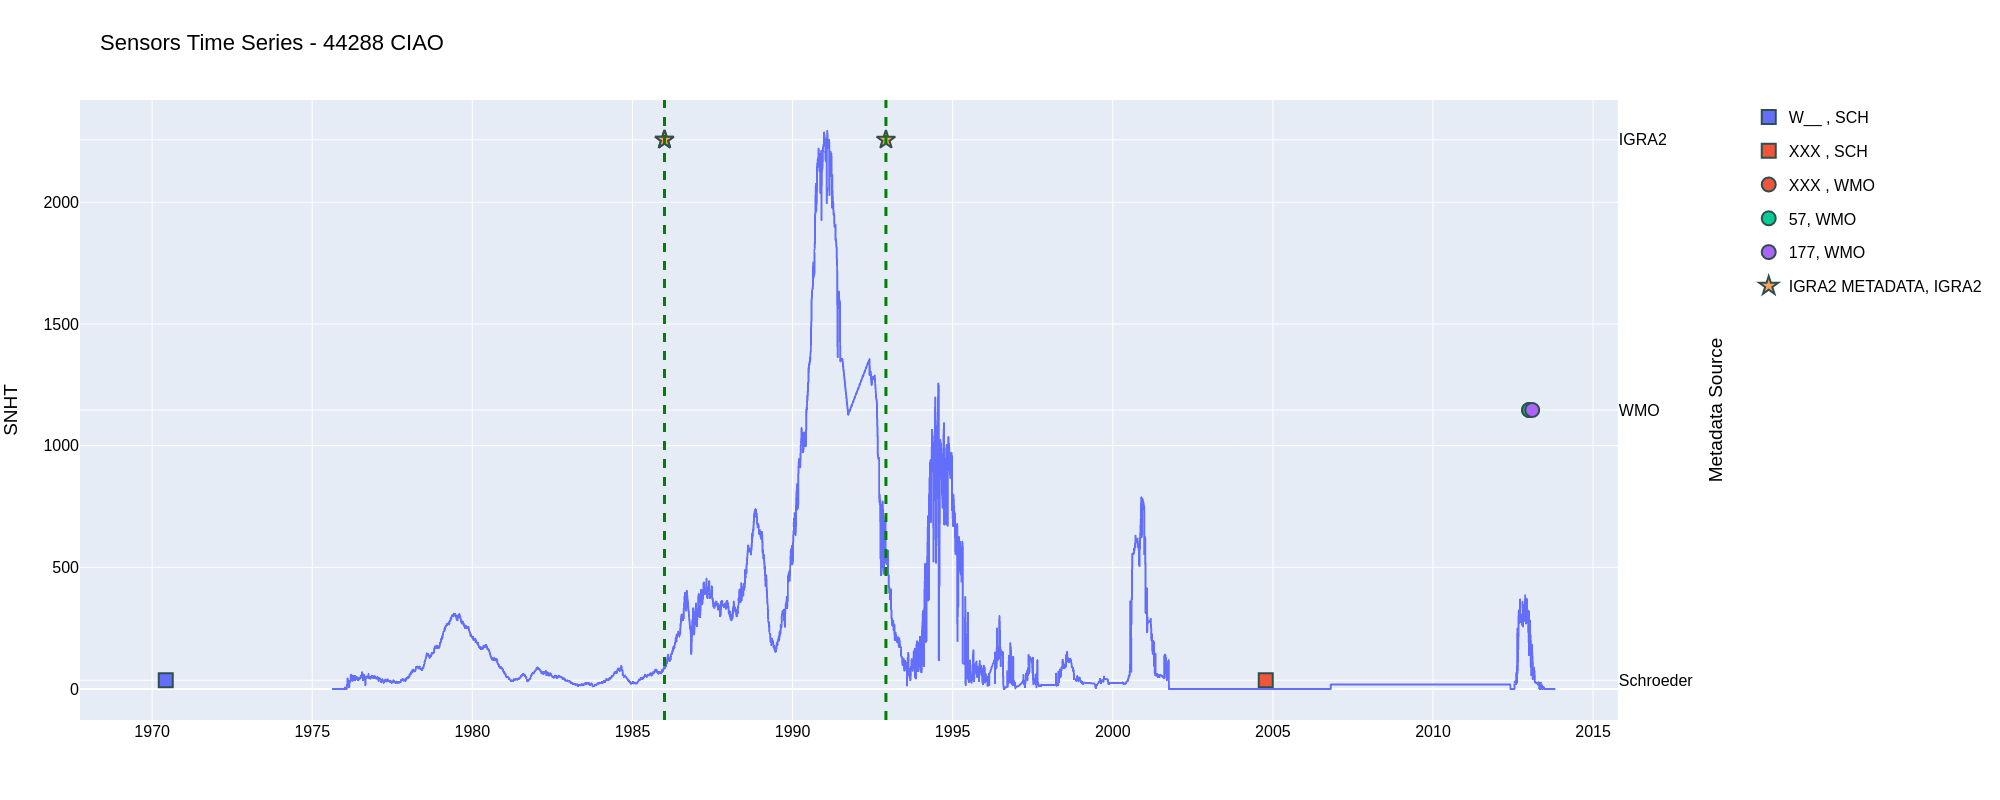 Sensors Time Series - 44288 CIAO
SNHT
2000
1500
1000
500
0
1970
1975
1980
1985
1990
1995
2000
2005
2010
2015
IGRA2
WMO
Schroeder
Metadata Source
W__ , SCH
XXX , SCH
XXX , WMO
57, WMO
177, WMO
IGRA2 METADATA, IGRA2